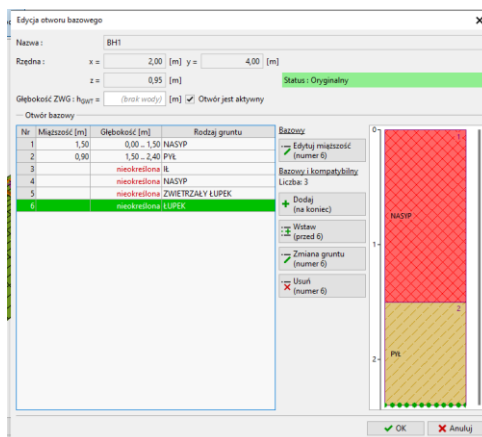 Edycja otworu bazowego
Nazwa : BH1
Rzędna : x = 2,00 [m] y = 4,00 [m]
z = 0,95 [m] Status : Oryginalny
Głębokość ZWG : hGWT = (brak wody) [m] Otwór jest aktywny
Otwór bazowy
Nr Miąższość [m] Głębokość [m] Rodzaj gruntu
1 1,50 0,00 .. 1,50 NASYP
2 0,90 1,50 .. 2,40 PYŁ
3 nieokreślona IŁ
4 nieokreślona NASYP
5 nieokreślona ZWIETRZAŁY ŁUPEK
6 nieokreślona ŁUPEK
Bazowy
Edytuj miąższość
(numer 6)
Bazowy i kompatybilny
Liczba: 3
Dodaj
(na koniec)
Wstaw
(przed 6)
Zmiana gruntu
(numer 6)
Usuń
(numer 6)
0
1
NASYP
1
2
PYŁ
2
OK Anuluj